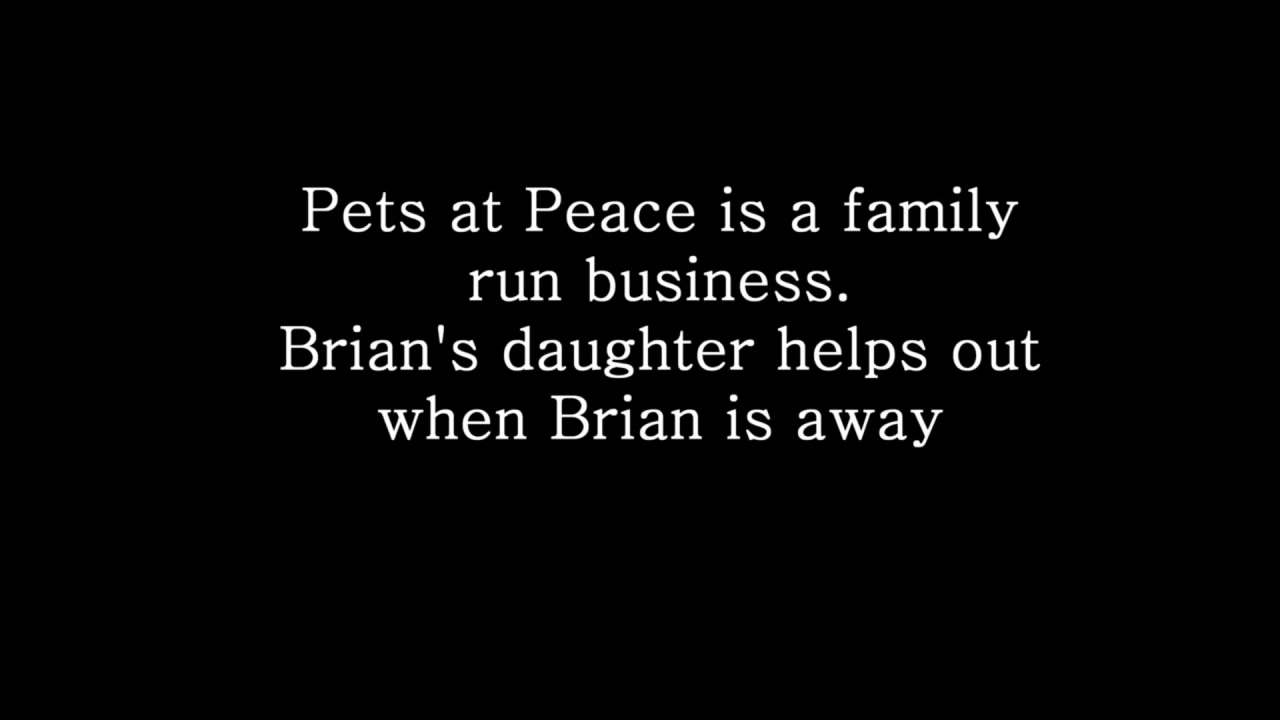 Pets at Peace is a family
run business.
Brian's daughter helps out
when Brian is away